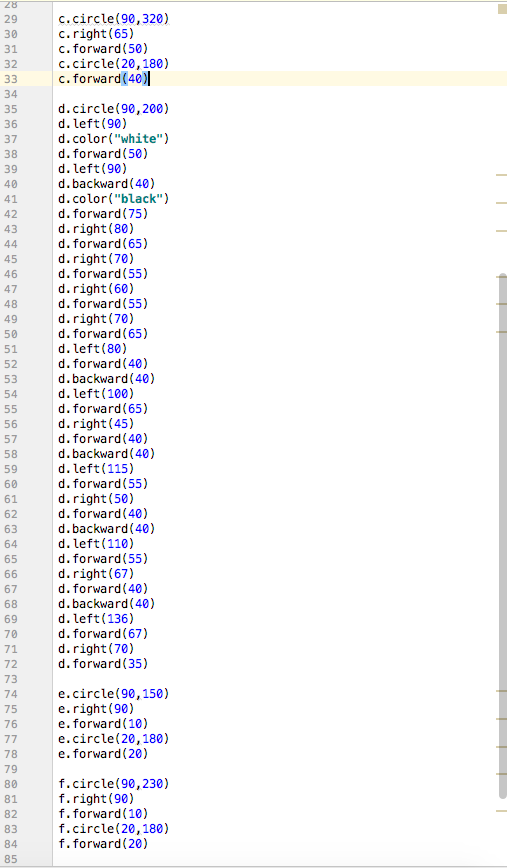 28
29 c.circle(90,320)
30 c.right(65)
31 c.forward(50)
32 c.circle(20,180)
33 c.forward(40)
34
35 d.circle(90,200)
36 d.left(90)
37 d.color("white")
38 d.forward(50)
39 d.left(90)
40 d.backward(40)
41 d.color("black")
42 d.forward(75)
43 d.right(80)
44 d.forward(65)
45 d.right(70)
46 d.forward(55)
47 d.right(60)
48 d.forward(55)
49 d.right(70)
50 d.forward(65)
51 d.left(80)
52 d.forward(40)
53 d.backward(40)
54 d.left(100)
55 d.forward(65)
56 d.right(45)
57 d.forward(40)
58 d.backward(40)
59 d.left(115)
60 d.forward(55)
61 d.right(50)
62 d.forward(40)
63 d.backward(40)
64 d.left(110)
65 d.forward(55)
66 d.right(67)
67 d.forward(40)
68 d.backward(40)
69 d.left(136)
70 d.forward(67)
71 d.right(70)
72 d.forward(35)
73
74 e.circle(90,150)
75 e.right(90)
76 e.forward(10)
77 e.circle(20,180)
78 e.forward(20)
79
80 f.circle(90,230)
81 f.right(90)
82 f.forward(10)
83 f.circle(20,180)
84 f.forward(20)
85